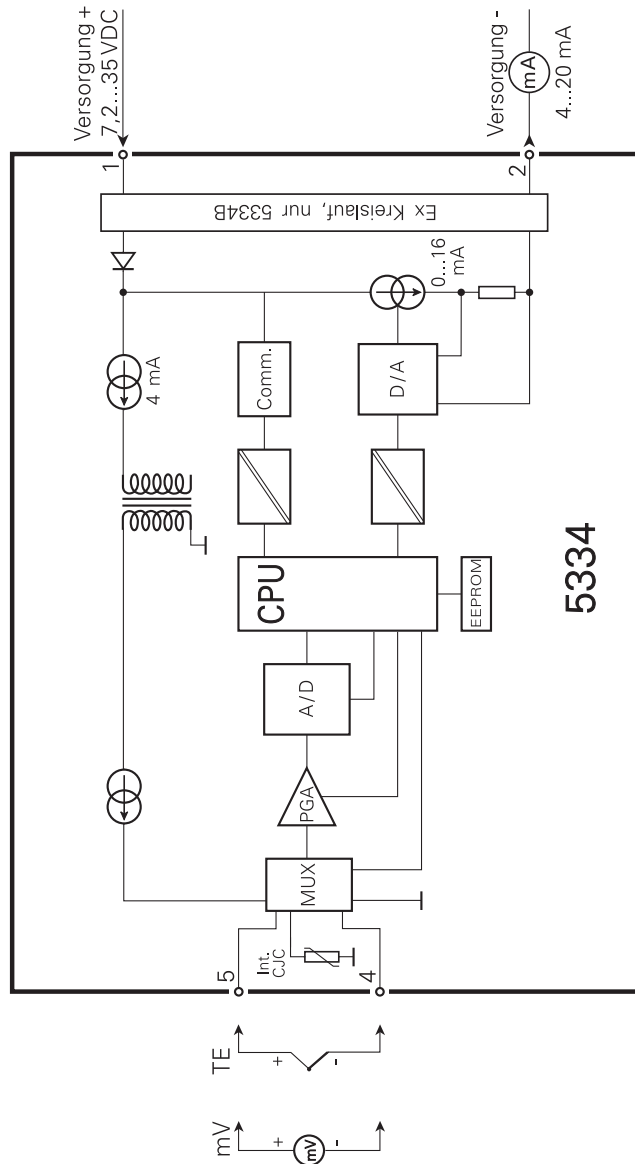 Versorgung +
7,2...35 VDC
Versorgung -
mA
4...20 mA
1
2
Ex Kreislauf, nur 5334B
0...16
mA
4 mA
Comm.
D/A
CPU
EEPROM
5334
A/D
PGA
MUX
Int.
CJC
5
4
TE
+
-
mV
+
mV
-